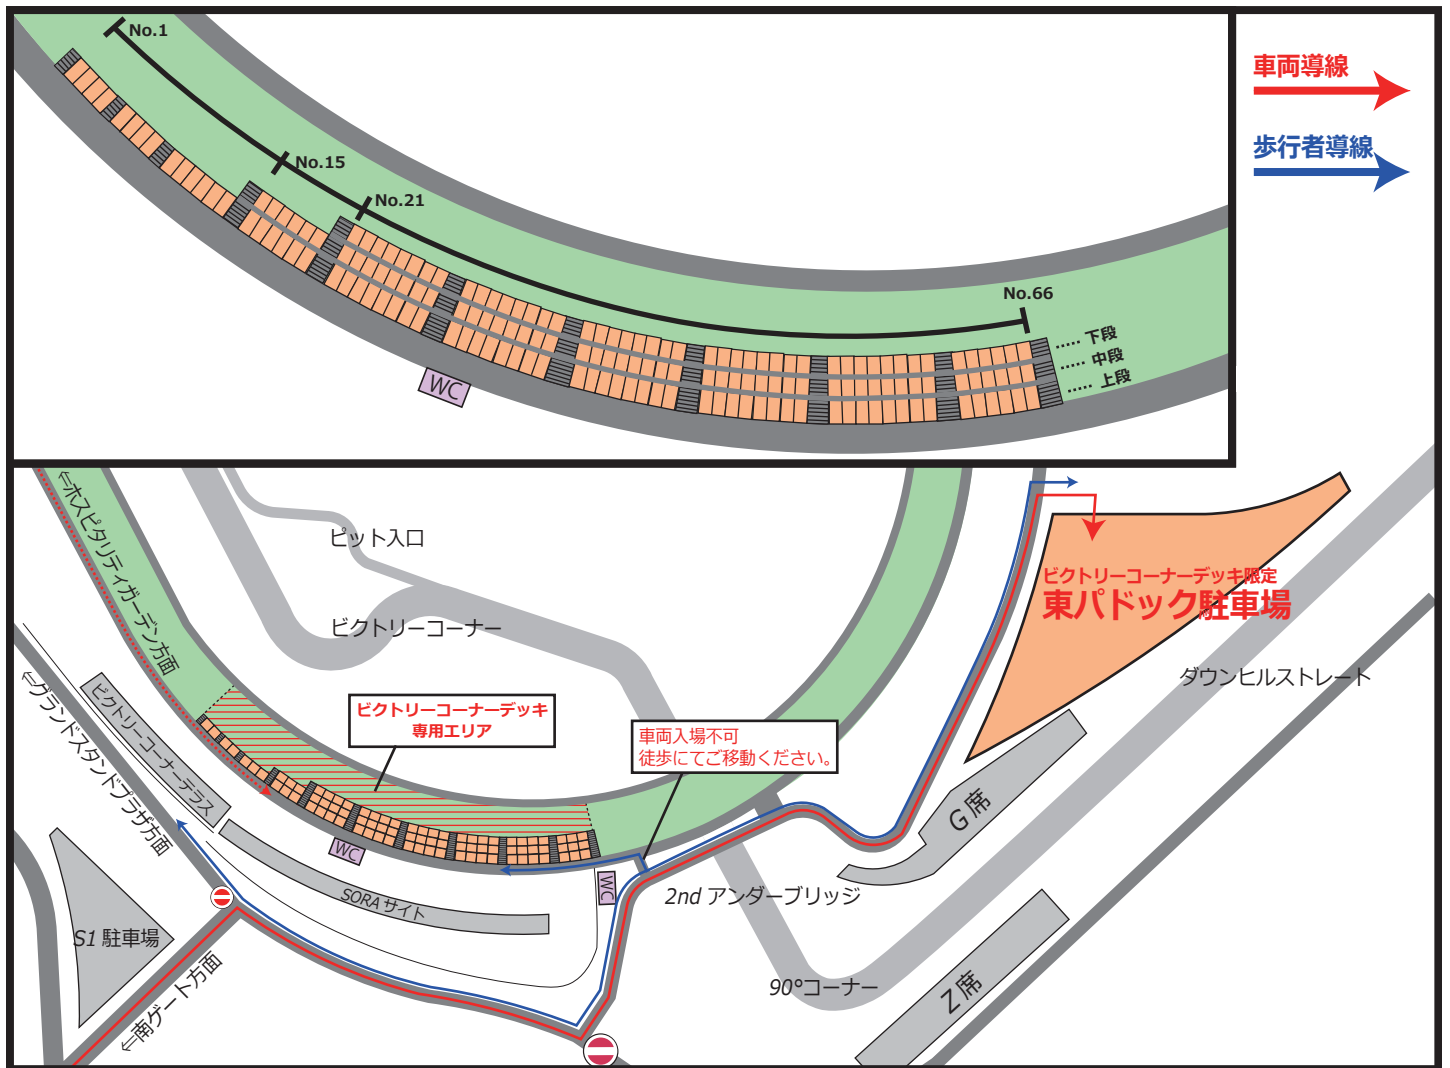 No.1
No.15
No.21
No.66
..... 下段
..... 中段
..... 上段
WC
車両導線
歩行者導線
⇐ホスピタリティガーデン方面
ピット入口
ビクトリーコーナー
ビクトリーコーナーデッキ限定
東パドック駐車場
ダウンヒルストレート
⇐グランドスタンドプラザ方面
ビクトリーコーナーテラス
ビクトリーコーナーデッキ
専用エリア
車両入場不可
徒歩にてご移動ください。
G 席
WC
WC
SORAサイト
2nd アンダーブリッジ
S1 駐車場
⇐南ゲート方面
90°コーナー
Z 席